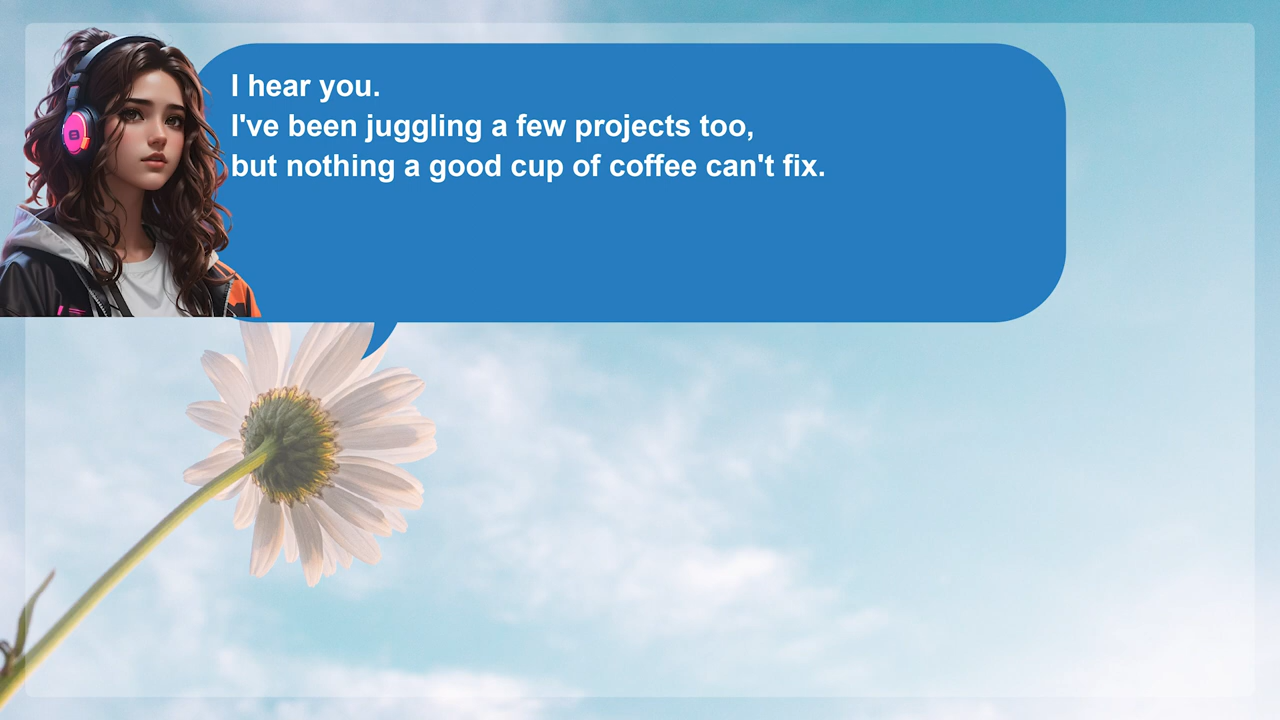 I hear you.
I've been juggling a few projects too,
but nothing a good cup of coffee can't fix.